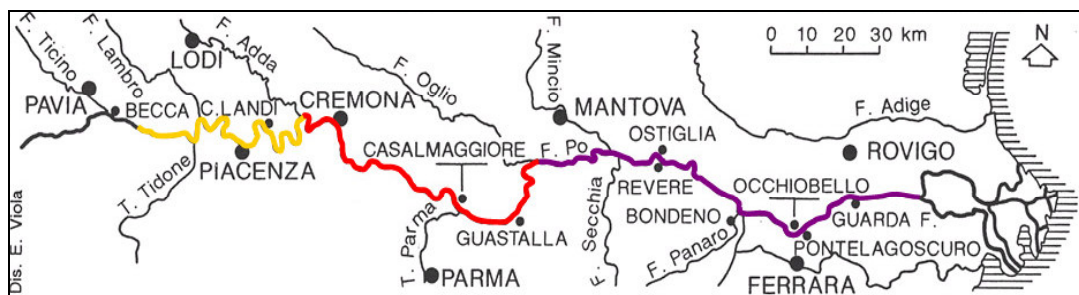 F. Ticino
F. Lambro
LODI
F. Adda
PAVIA
BECCA
C.LANDI
CREMONA
PiACENZA
T. Tidone
F. Oglio
CASALMAGGIORE
T. Parma
PARMA
GUASTALLA
F. Mincio
MANTOVA
F. Po
OSTIGLIA
REVERE
F. Secchia
BONDENO
F. Panaro
OCCHIOBELLO
PONTELAGOSCURO
FERRARA
GUARDA F.
ROVIGO
F. Adige
0 10 20 30 km
N
Dis. E. Viola